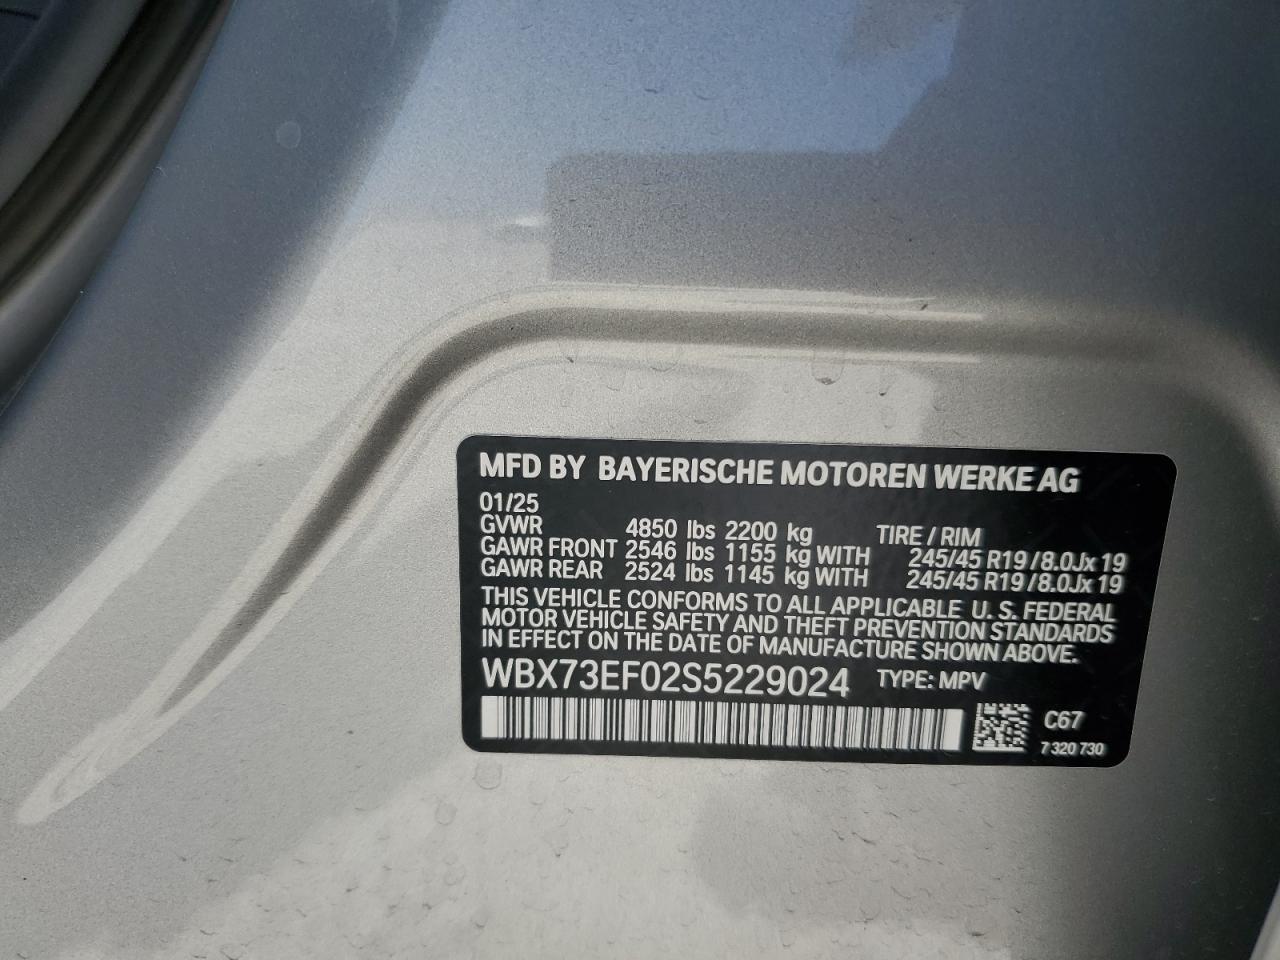 MFD BY BAYERISCHE MOTOREN WERKE AG
01/25
GVWR 4850 lbs 2200 kg TIRE / RIM
GAWR FRONT 2546 lbs 1155 kg WITH 245/45 R19 / 8.0Jx 19
GAWR REAR 2524 lbs 1145 kg WITH 245/45 R19 / 8.0Jx 19
THIS VEHICLE CONFORMS TO ALL APPLICABLE U. S. FEDERAL
MOTOR VEHICLE SAFETY AND THEFT PREVENTION STANDARDS
IN EFFECT ON THE DATE OF MANUFACTURE SHOWN ABOVE.
WBX73EF02S5229024 TYPE: MPV
C67
7 320 730